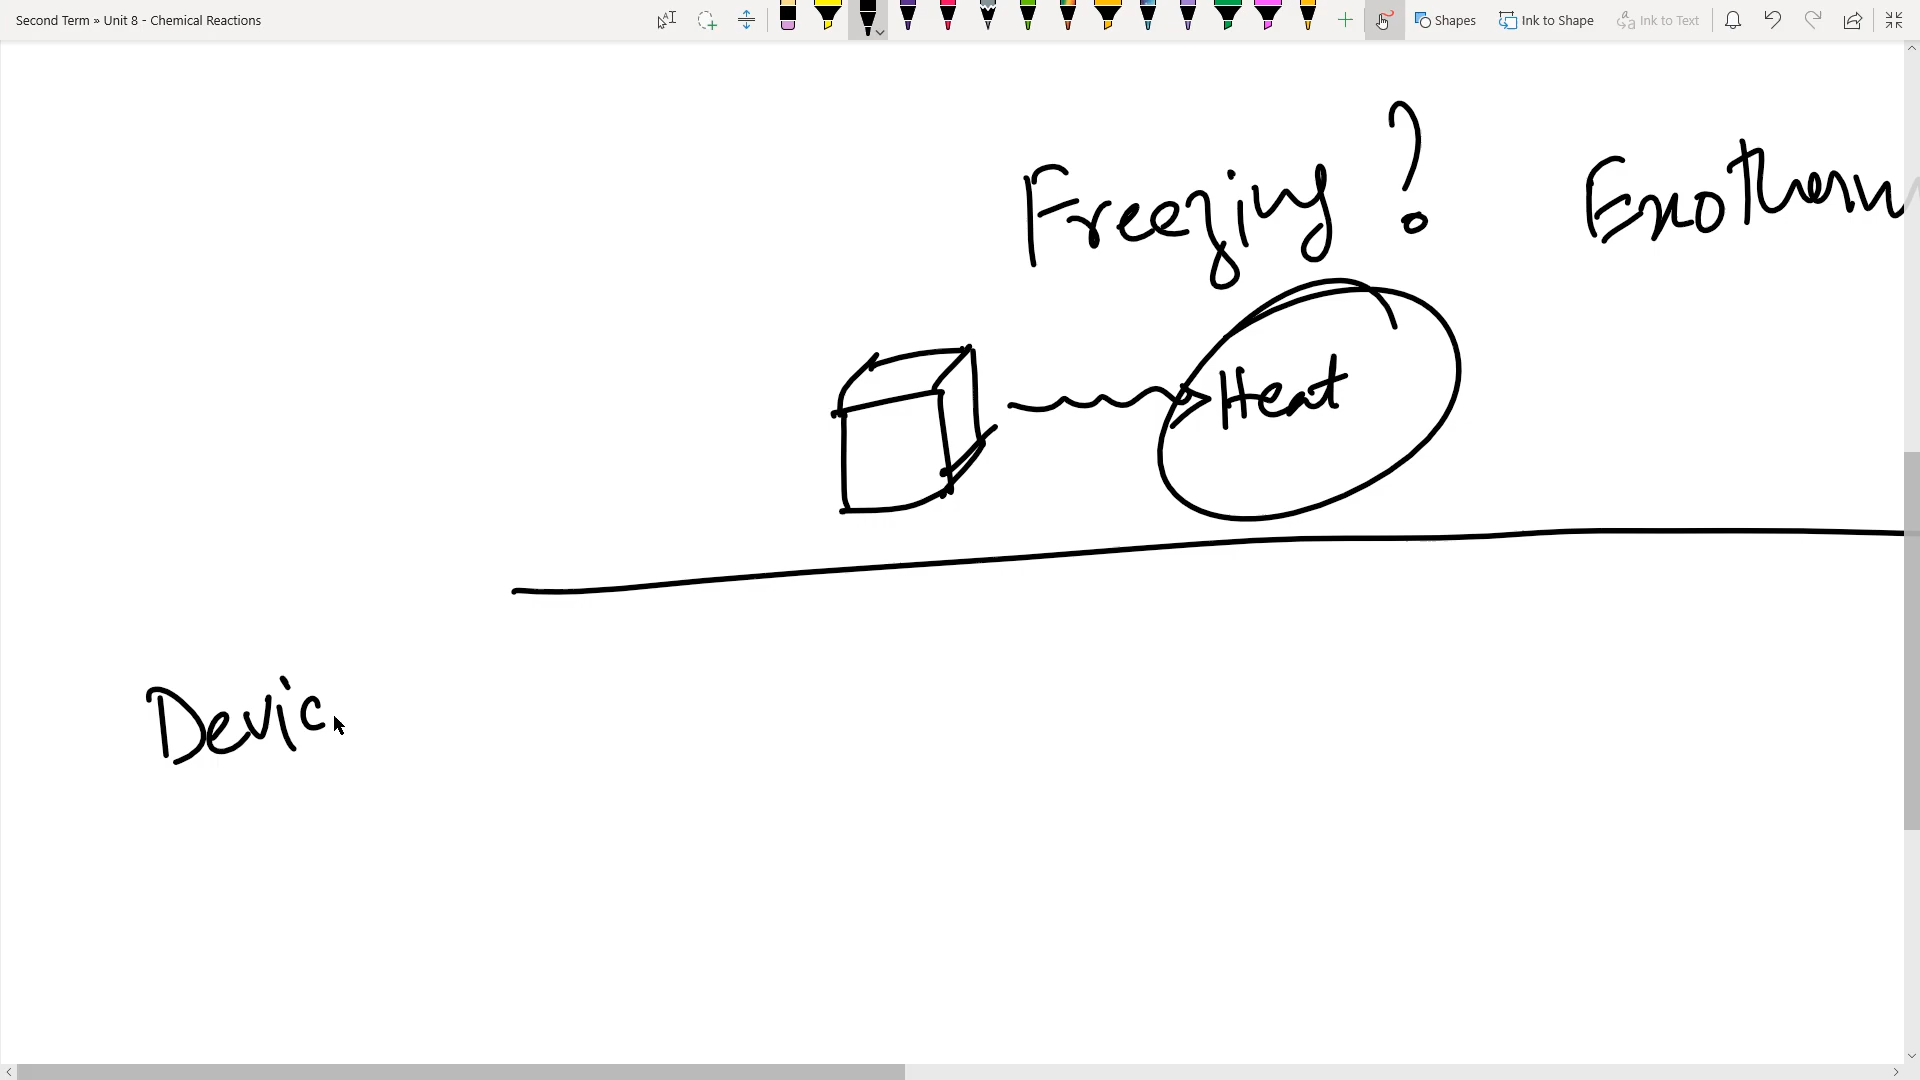 Second Term » Unit 8 - Chemical Reactions
Shapes
Ink to Shape
Ink to Text
Freezing ? Exotherm
Heat
Devic